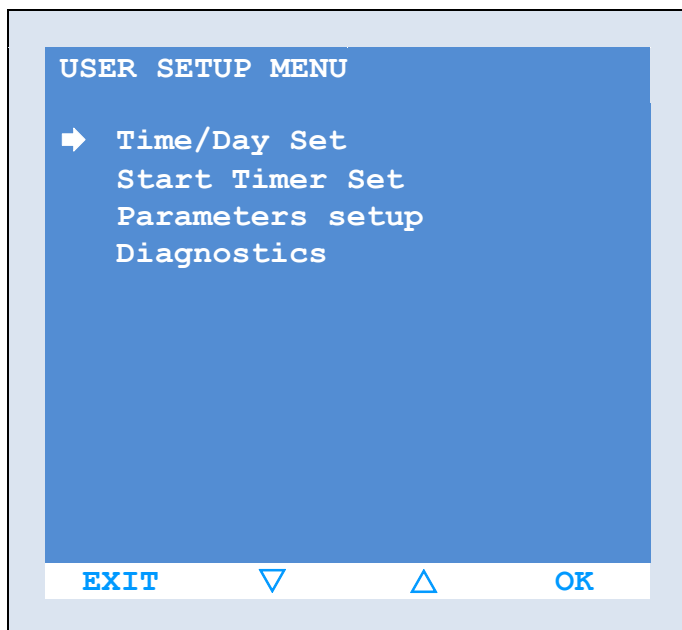 USER SETUP MENU
Time/Day Set
Start Timer Set
Parameters setup
Diagnostics
EXIT ▽ △ OK